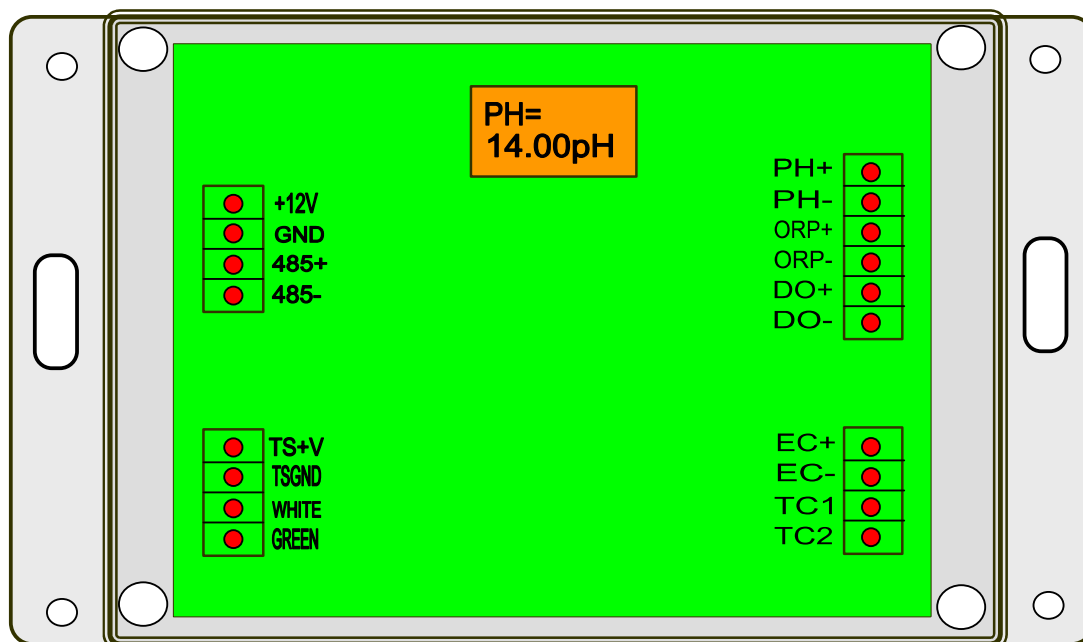 PH=
14.00pH
+12V
GND
485+
485-
TS+V
TSGND
WHITE
GREEN
PH+
PH-
ORP+
ORP-
DO+
DO-
EC+
EC-
TC1
TC2